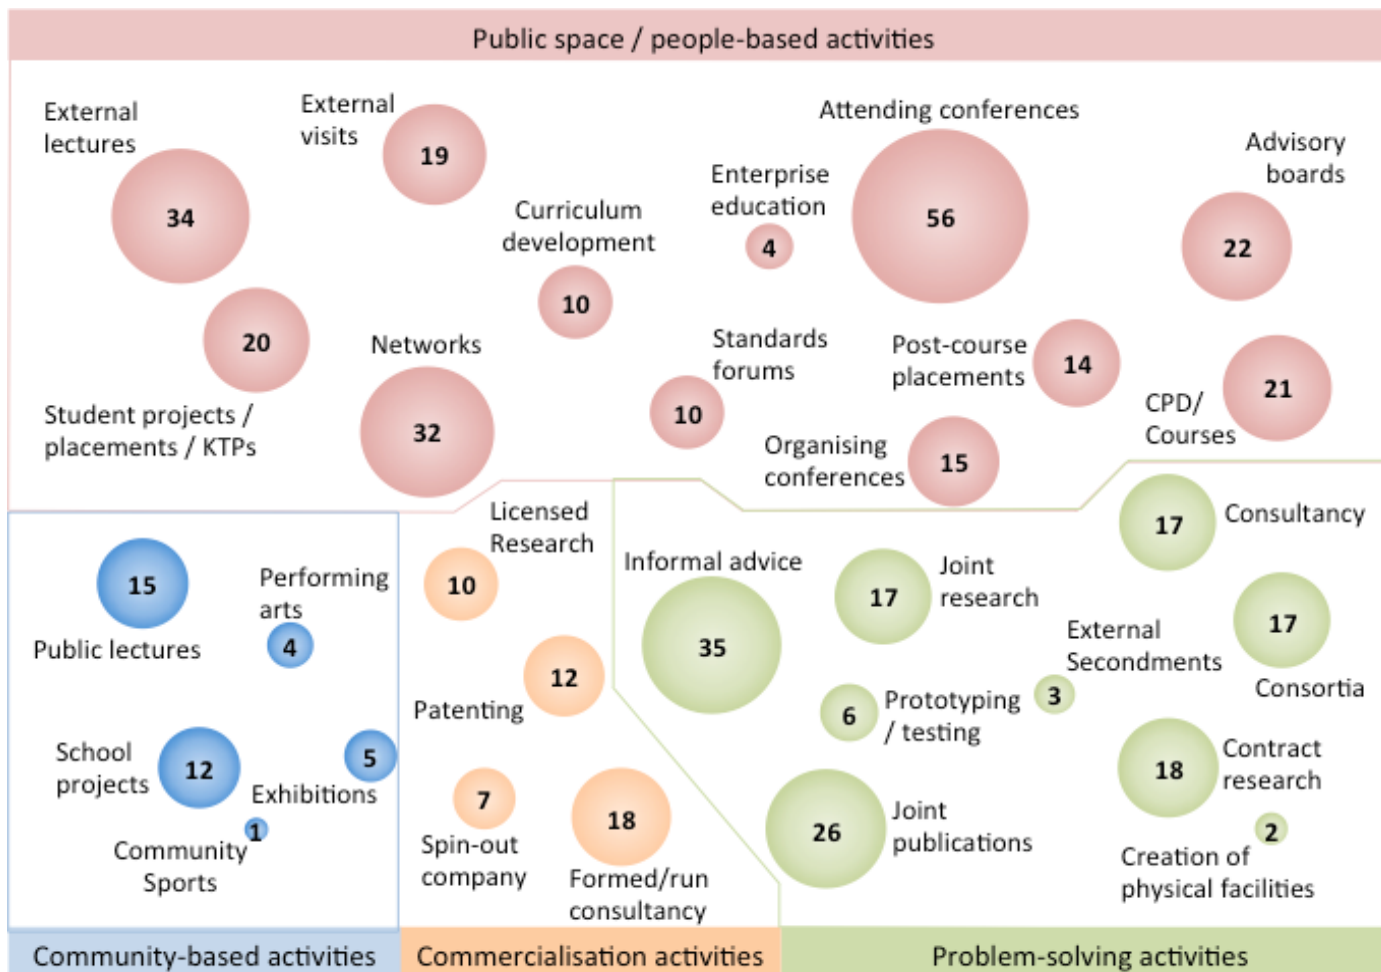 Public space / people-based activities
External
lectures
34
External
visits
19
Attending conferences
56
Advisory
boards
22
Enterprise
education
4
Curriculum
development
10
20
Student projects /
placements / KTPs
Networks
32
Standards
forums
10
Post-course
placements
14
CPD/
Courses
21
Organising
conferences
15
15
Public lectures
Performing
arts
4
School
projects
12
5
Exhibitions
1
Community
Sports
Licensed
Research
10
12
Patenting
7
Spin-out
company
18
Formed/run
consultancy
Informal advice
35
17
Joint
research
17
Consultancy
17
Consortia
External
Secondments
3
6
Prototyping
/ testing
18
Contract
research
26
Joint
publications
2
Creation of
physical facilities
Community-based activities
Commercialisation activities
Problem-solving activities